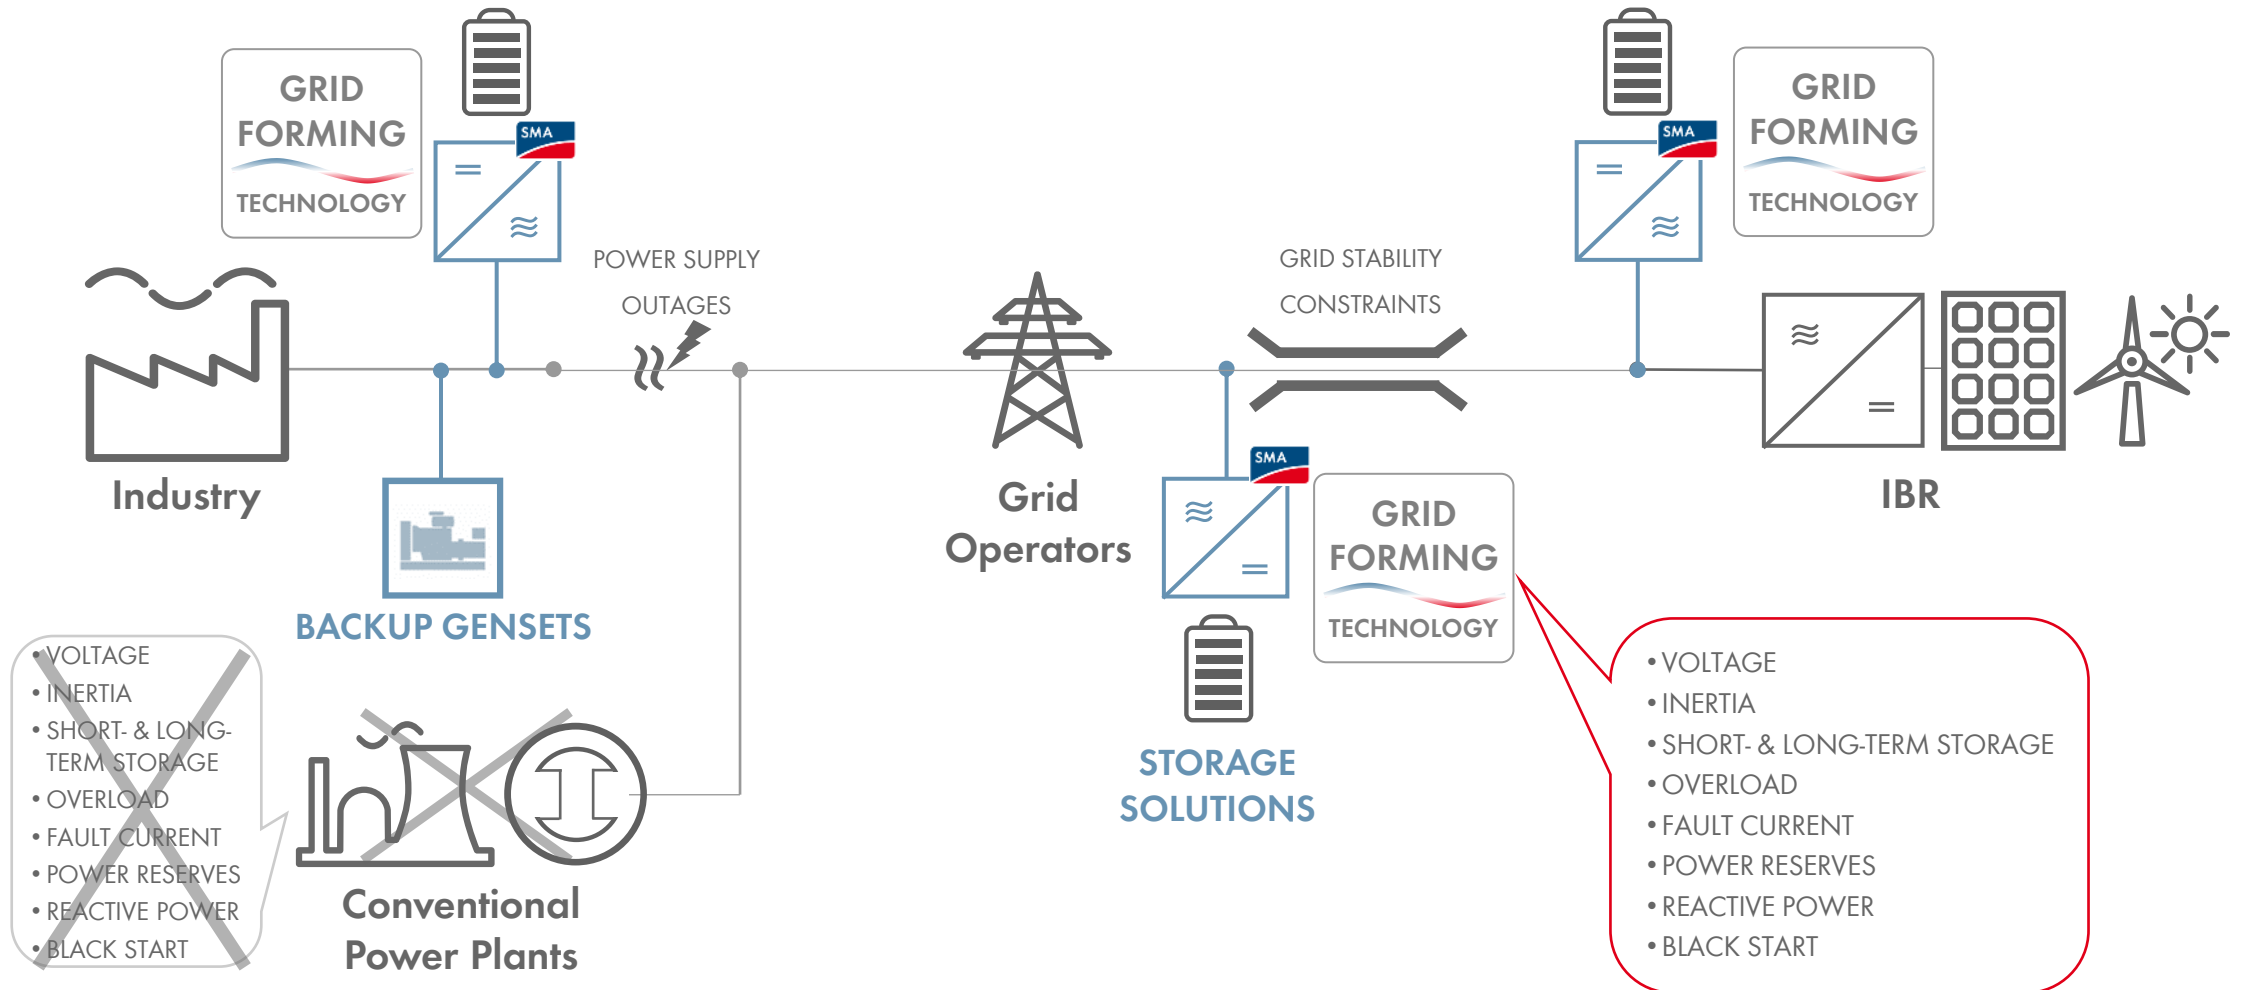 GRID
FORMING
TECHNOLOGY
SMA
POWER SUPPLY
OUTAGES
GRID STABILITY
CONSTRAINTS
SMA
GRID
FORMING
TECHNOLOGY
Industry
BACKUP GENSETS
Grid
Operators
SMA
GRID
FORMING
TECHNOLOGY
STORAGE
SOLUTIONS
IBR
• VOLTAGE
• INERTIA
• SHORT- & LONG-
TERM STORAGE
• OVERLOAD
• FAULT CURRENT
• POWER RESERVES
• REACTIVE POWER
• BLACK START
Conventional
Power Plants
• VOLTAGE
• INERTIA
• SHORT- & LONG-TERM STORAGE
• OVERLOAD
• FAULT CURRENT
• POWER RESERVES
• REACTIVE POWER
• BLACK START